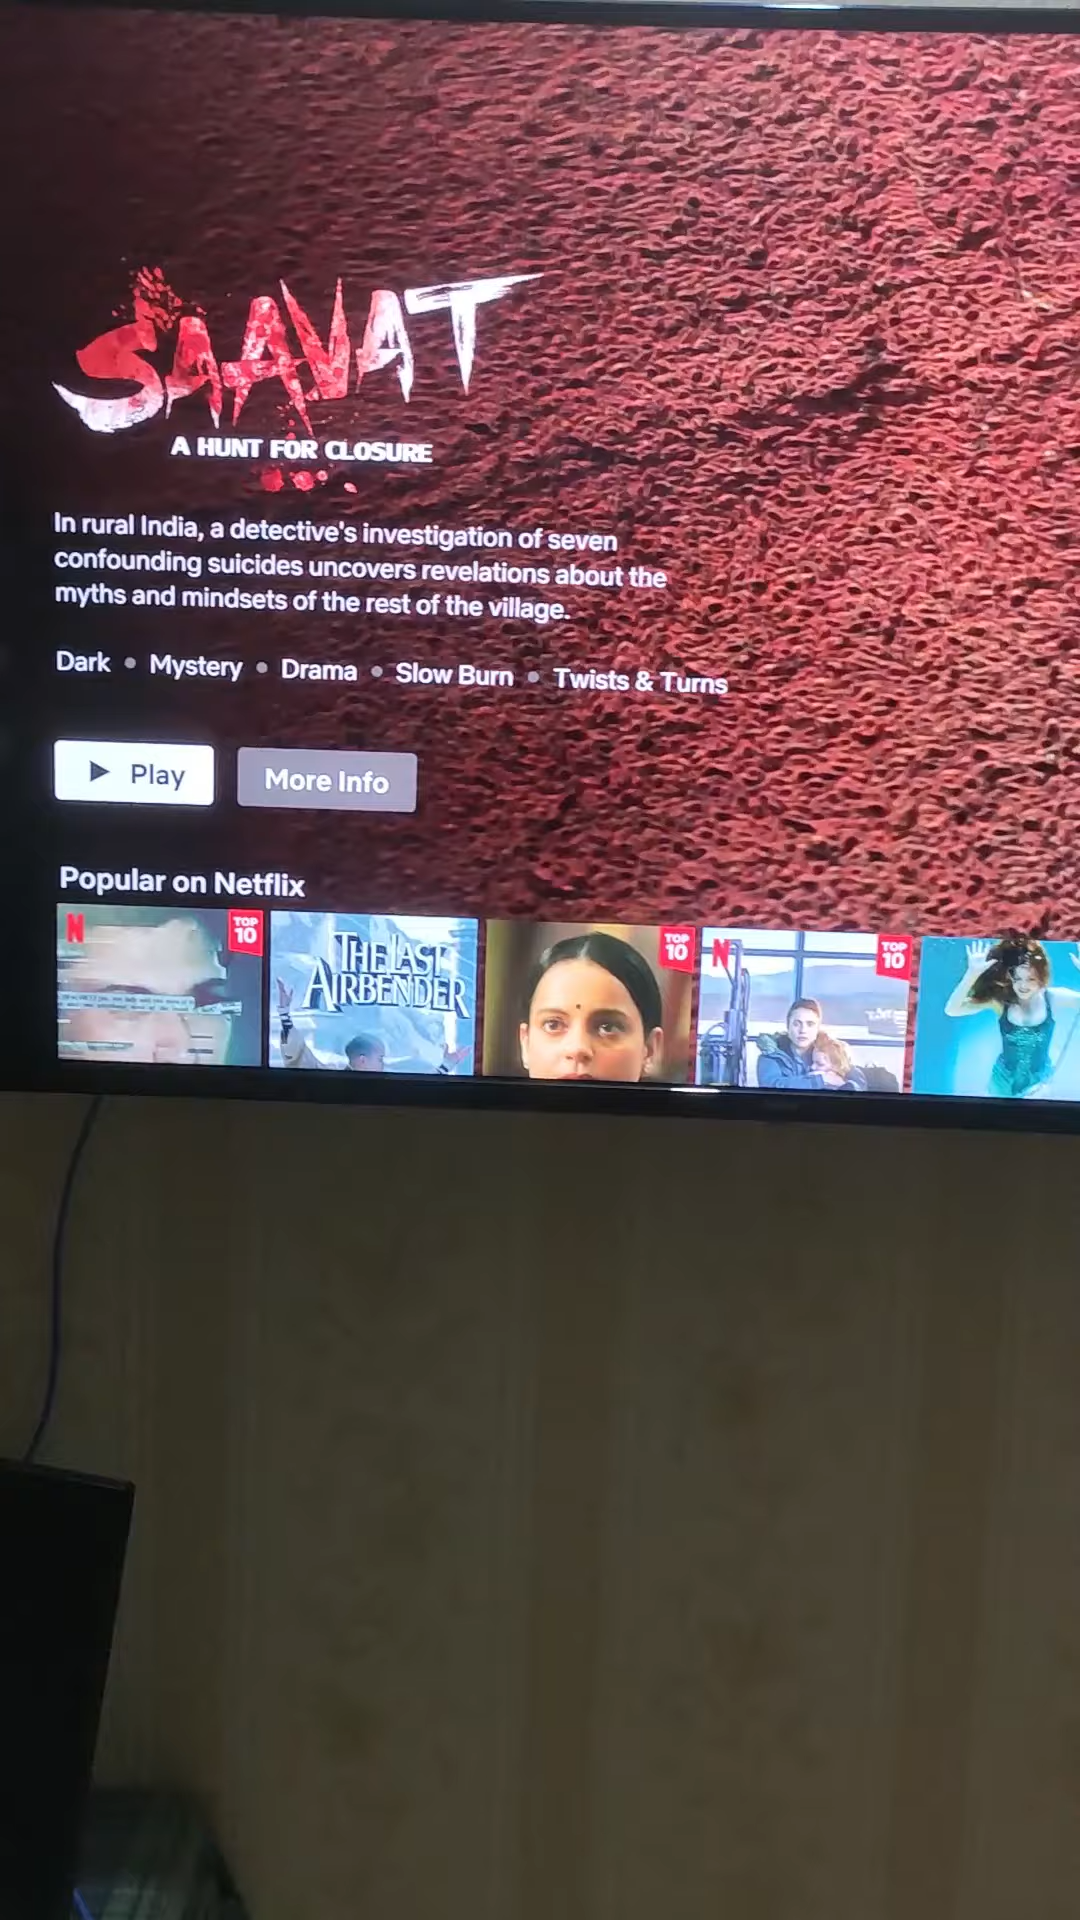 SAAVAT
A HUNT FOR CLOSURE
In rural India, a detective's investigation of seven
confounding suicides uncovers revelations about the
myths and mindsets of the rest of the village.
Dark • Mystery • Drama • Slow Burn • Twists & Turns
Play
More Info
Popular on Netflix
N
TOP
10
THE LAST
AIRBENDER
TOP
10
N
TOP
10